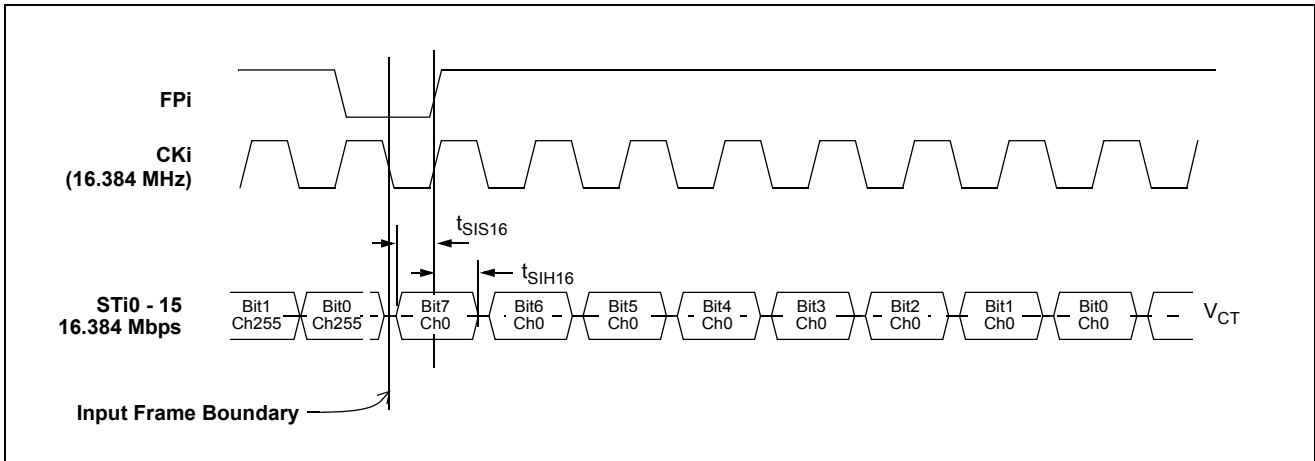 FPi
CKi
(16.384 MHz)
tSIS16
tSIH16
STi0 - 15
16.384 Mbps
Bit1 Bit0 Bit7 Bit6 Bit5 Bit4 Bit3 Bit2 Bit1 Bit0
Ch255 Ch255 Ch0 Ch0 Ch0 Ch0 Ch0 Ch0 Ch0 Ch0
VCT
Input Frame Boundary